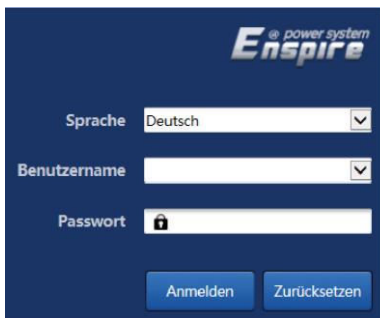 @ power system
Enspire
Sprache Deutsch
Benutzername
Passwort
Anmelden Zurücksetzen